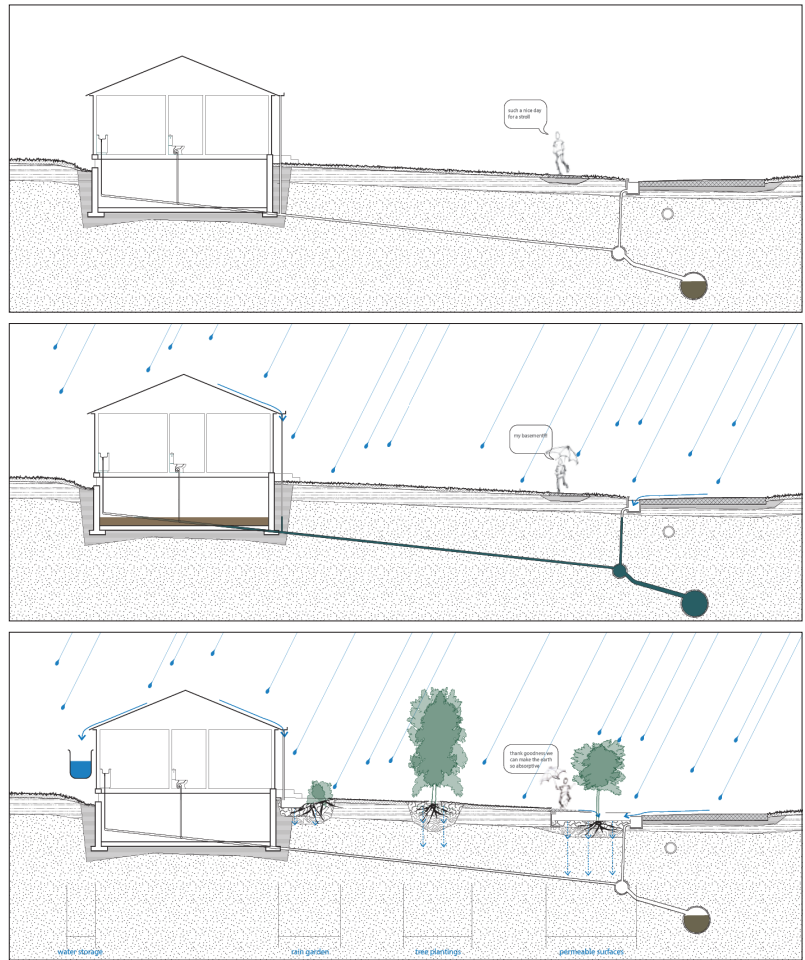 such a nice day
for a stroll
my basement!!!
thank goodness we
can make the earth
so absorptive
water storage
rain garden
tree plantings
permeable surfaces